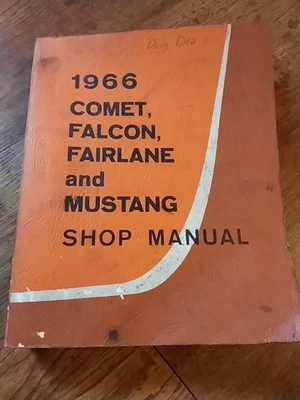 1966
COMET,
FALCON,
FAIRLANE
and
MUSTANG
SHOP MANUAL